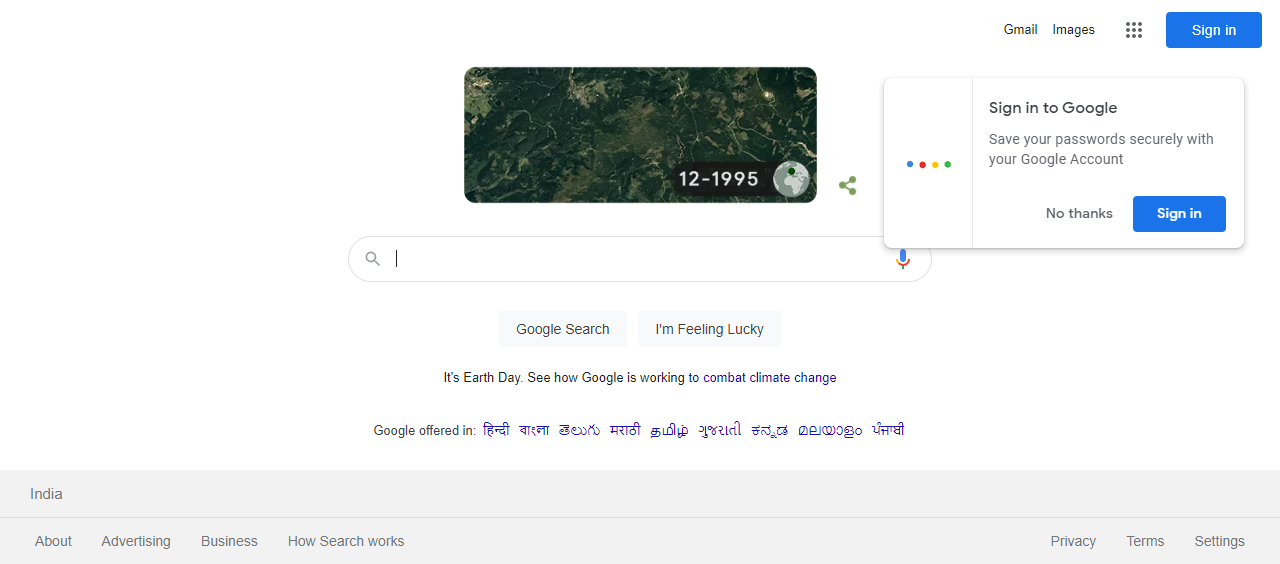 Gmail Images Sign in
12-1995
Sign in to Google
Save your passwords securely with
your Google Account
No thanks Sign in
Google Search I'm Feeling Lucky
It's Earth Day. See how Google is working to combat climate change
Google offered in: हिन्दी বাংলা తెలుగు मराठी தமிழ் ગુજરાતી ಕನ್ನಡ മലയാളം ਪੰਜਾਬੀ
India
About Advertising Business How Search works Privacy Terms Settings